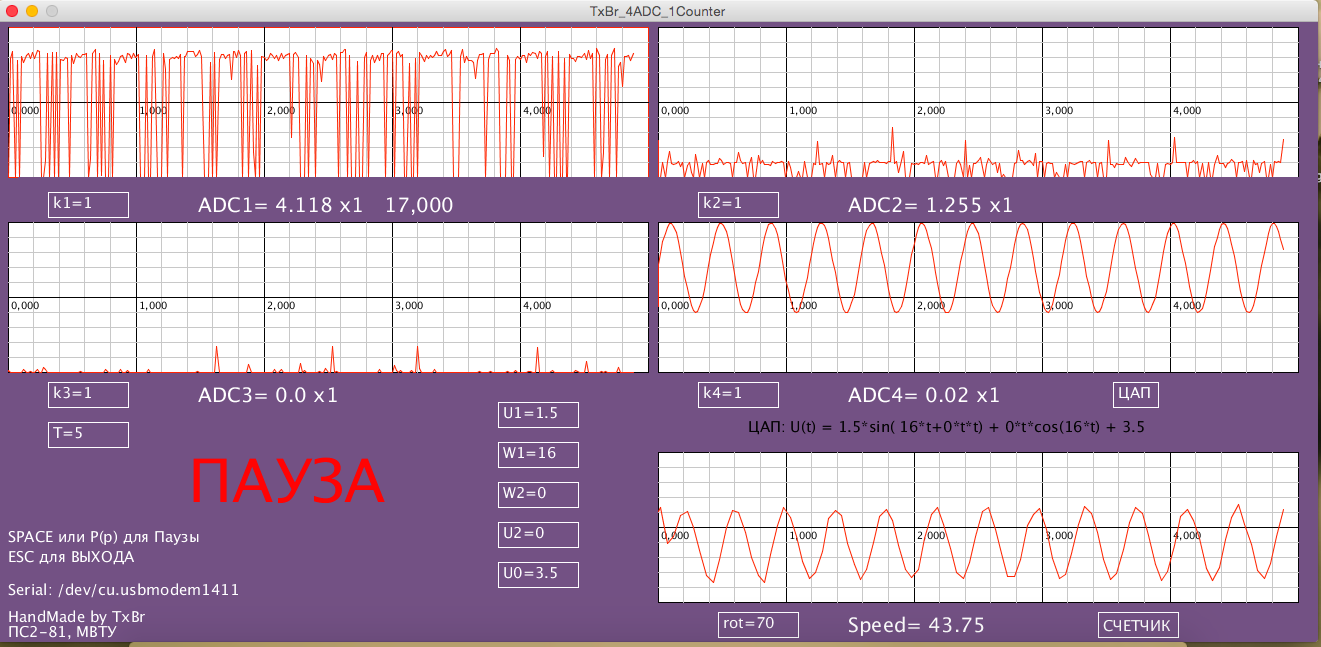 TxBr_4ADC_1Counter
0,000 1,000 2,000 3,000 4,000
0,000 1,000 2,000 3,000 4,000
k1=1 ADC1= 4.118 x1 17,000
k2=1 ADC2= 1.255 x1
0,000 1,000 2,000 3,000 4,000
0,000 1,000 2,000 3,000 4,000
k3=1 ADC3= 0.0 x1
k4=1 ADC4= 0.02 x1 ЦАП
T=5
U1=1.5
ЦАП: U(t) = 1.5*sin( 16*t+0*t*t) + 0*t*cos(16*t) + 3.5
W1=16
ПАУЗА
W2=0
U2=0
U0=3.5
0,000 1,000 2,000 3,000 4,000
SPACE или P(p) для Паузы
ESC для ВЫХОДА
Serial: /dev/cu.usbmodem1411
HandMade by TxBr
ПС2-81, МВТУ
rot=70 Speed= 43.75 СЧЕТЧИК